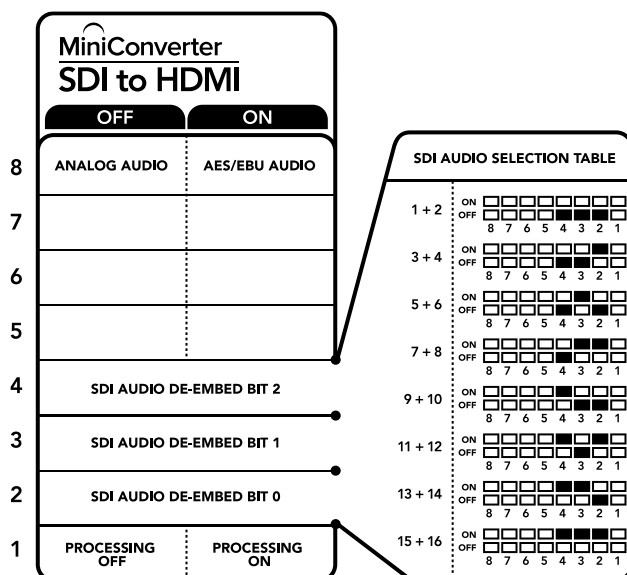 MiniConverter
SDI to HDMI
OFF ON
8 ANALOG AUDIO AES/EBU AUDIO
7
6
5
4 SDI AUDIO DE-EMBED BIT 2
3 SDI AUDIO DE-EMBED BIT 1
2 SDI AUDIO DE-EMBED BIT 0
1 PROCESSING OFF PROCESSING ON
SDI AUDIO SELECTION TABLE
1 + 2 ON
OFF
8 7 6 5 4 3 2 1
3 + 4 ON
OFF
8 7 6 5 4 3 2 1
5 + 6 ON
OFF
8 7 6 5 4 3 2 1
7 + 8 ON
OFF
8 7 6 5 4 3 2 1
9 + 10 ON
OFF
8 7 6 5 4 3 2 1
11 + 12 ON
OFF
8 7 6 5 4 3 2 1
13 + 14 ON
OFF
8 7 6 5 4 3 2 1
15 + 16 ON
OFF
8 7 6 5 4 3 2 1